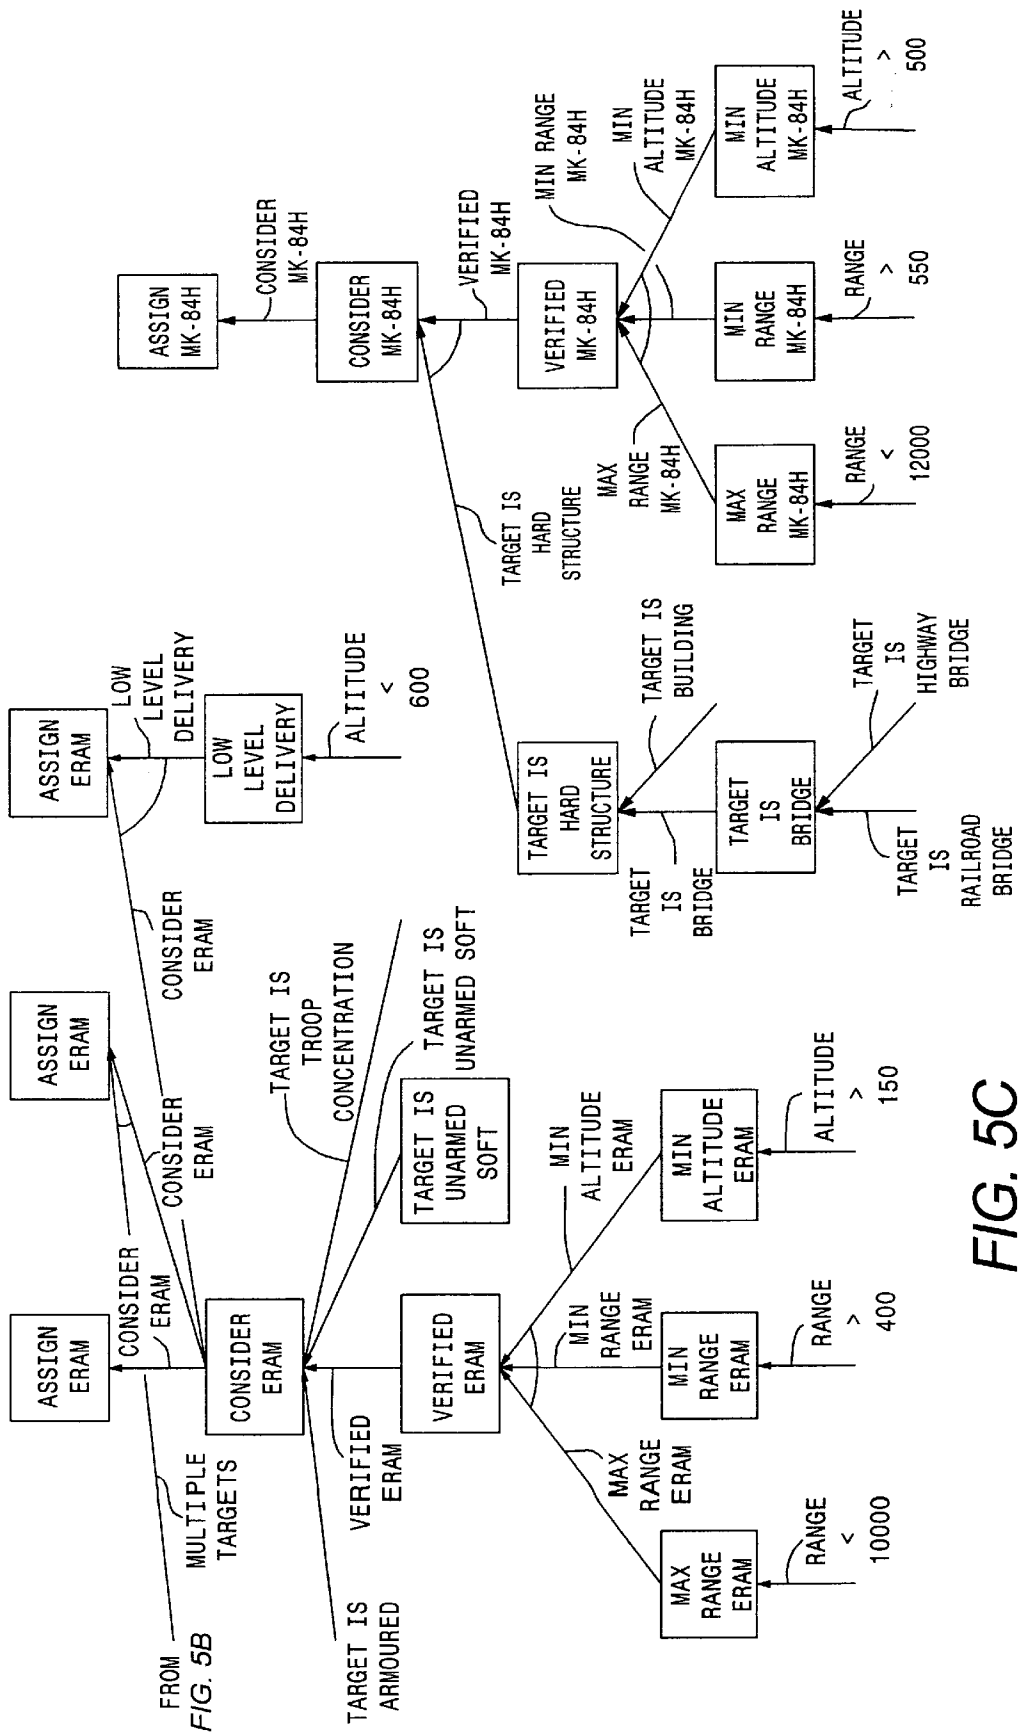 ASSIGN
ERAM
ASSIGN
ERAM
ASSIGN
ERAM
FROM
FIG. 5B
MULTIPLE
TARGETS
CONSIDER
ERAM
CONSIDER
ERAM
CONSIDER
ERAM
LOW
LEVEL
DELIVERY
CONSIDER
ERAM
LOW
LEVEL
DELIVERY
ALTITUDE
<
600
TARGET IS
ARMOURED
VERIFIED
ERAM
TARGET IS
TROOP
CONCENTRATION
TARGET IS
UNARMED SOFT
VERIFIED
ERAM
TARGET IS
UNARMED
SOFT
MAX
RANGE
ERAM
MIN
RANGE ERAM
MIN
ALTITUDE
ERAM
MAX
RANGE
ERAM
MIN
RANGE
ERAM
MIN
ALTITUDE
ERAM
RANGE
<
10000
RANGE
>
400
ALTITUDE
>
150
ASSIGN
MK-84H
CONSIDER
MK-84H
CONSIDER
MK-84H
TARGET IS
HARD
STRUCTURE
VERIFIED
MK-84H
TARGET IS
HARD
STRUCTURE
VERIFIED
MK-84H
MIN RANGE
MK-84H
TARGET
IS
BRIDGE
TARGET IS
BUILDING
MAX
RANGE
MK-84H
MIN
ALTITUDE
MK-84H
TARGET
IS
BRIDGE
MAX
RANGE
MK-84H
MIN
RANGE
MK-84H
MIN
ALTITUDE
MK-84H
TARGET
IS
RAILROAD
BRIDGE
TARGET
IS
HIGHWAY
BRIDGE
RANGE
<
12000
RANGE
>
550
ALTITUDE
>
500
FIG. 5C